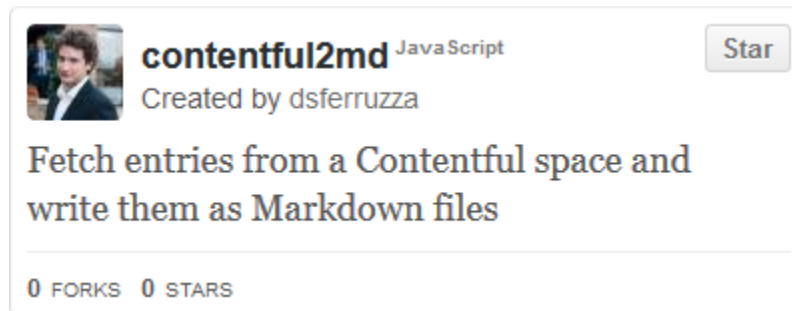 contentful2md JavaScript Star
Created by dsferruzza
Fetch entries from a Contentful space and
write them as Markdown files
0 FORKS 0 STARS